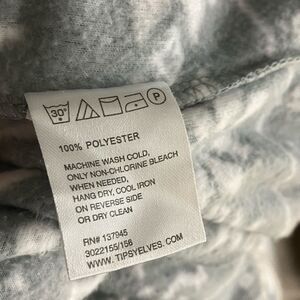 30°
P
100% POLYESTER
MACHINE WASH COLD,
ONLY NON-CHLORINE BLEACH
WHEN NEEDED,
HANG DRY, COOL IRON
ON REVERSE SIDE
OR DRY CLEAN
RN# 137945
3022155/156
WWW.TIPSYELVES.COM